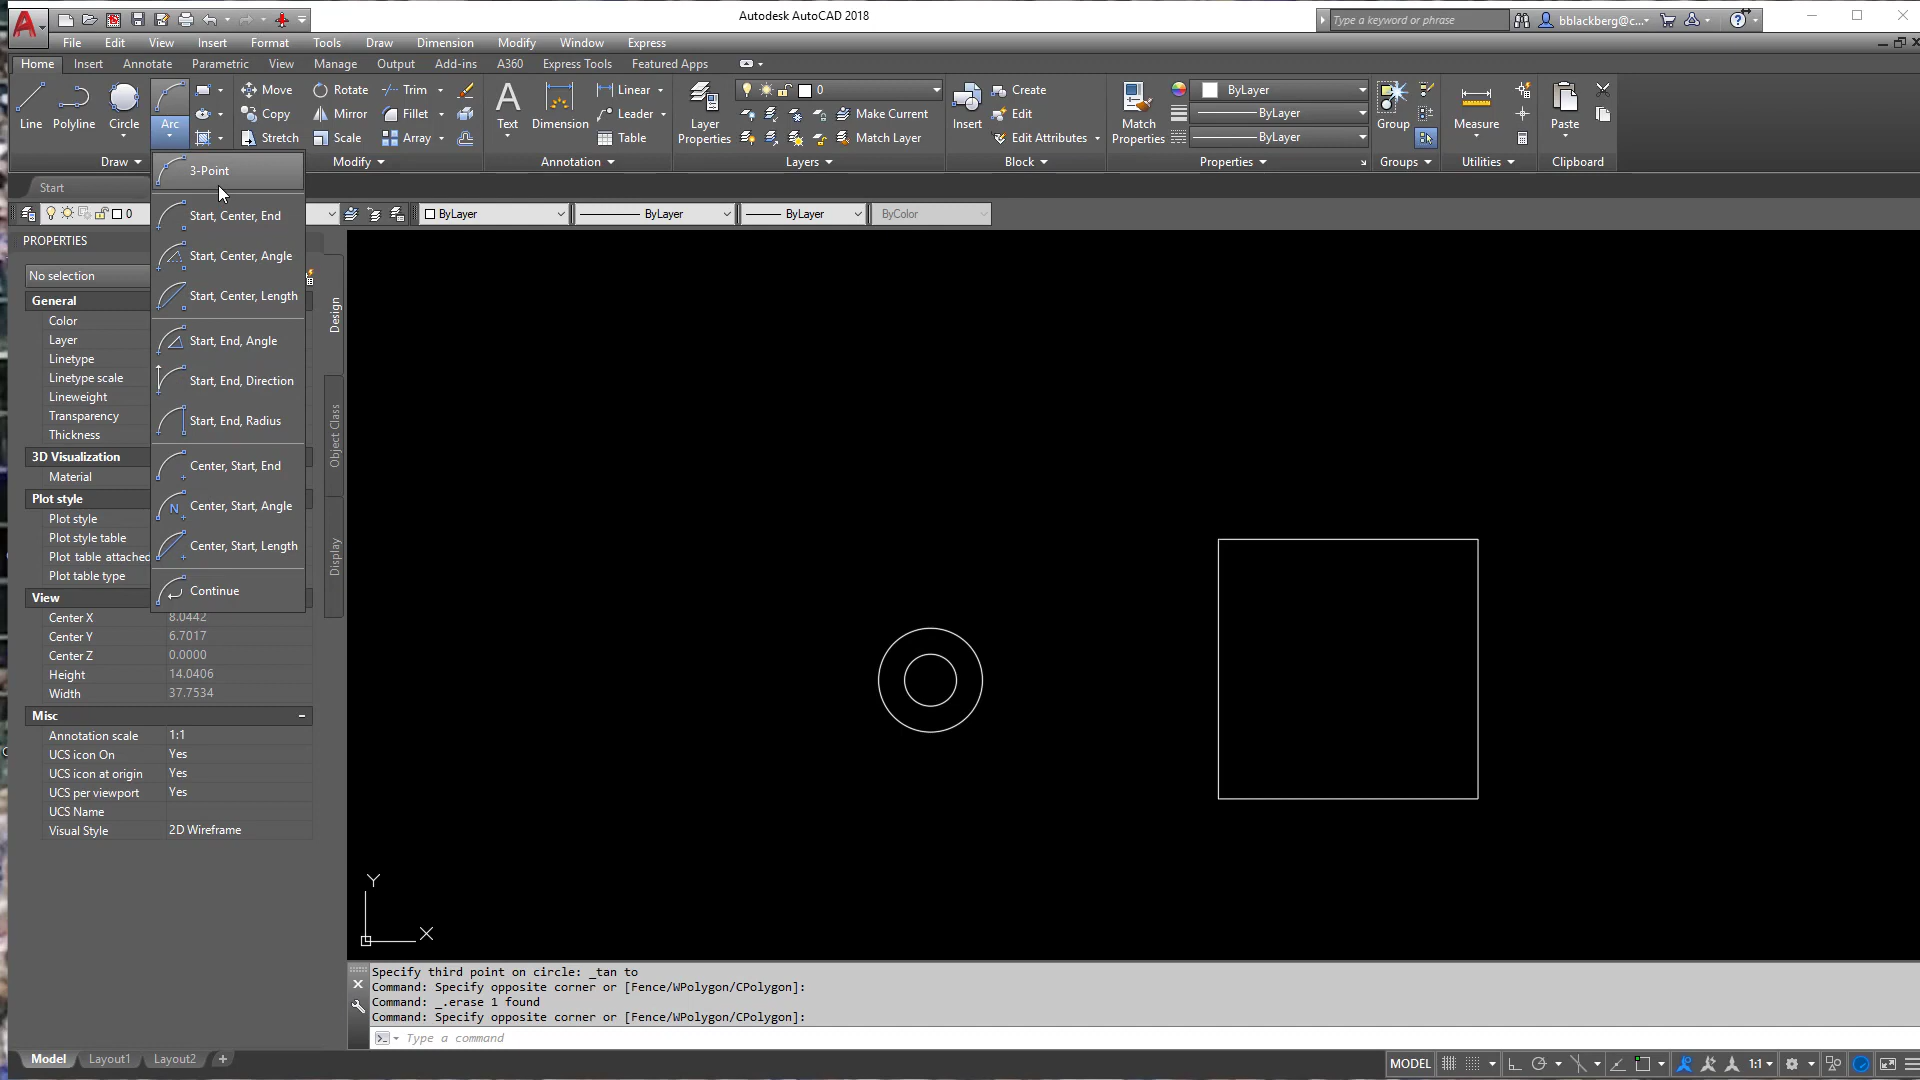 Autodesk AutoCAD 2018
Type a keyword or phrase
bblackberg@c...
File Edit View Insert Format Tools Draw Dimension Modify Window Express
Home Insert Annotate Parametric View Manage Output Add-ins A360 Express Tools Featured Apps
Line Polyline Circle Arc
Move Rotate Trim
Copy Mirror Fillet
Stretch Scale Array
Text Dimension
Linear
Leader
Table
Layer Properties
0
Make Current
Match Layer
Insert
Create
Edit
Edit Attributes
Match Properties
ByLayer
ByLayer
ByLayer
Group
Measure
Paste
Draw Modify Annotation Layers Block Properties Groups Utilities Clipboard
Start
0
ByLayer
ByLayer
ByLayer
ByColor
3-Point
Start, Center, End
Start, Center, Angle
Start, Center, Length
Start, End, Angle
Start, End, Direction
Start, End, Radius
Center, Start, End
Center, Start, Angle
Center, Start, Length
Continue
PROPERTIES
No selection
General
Color
Layer
Linetype
Linetype scale
Lineweight
Transparency
Thickness
3D Visualization
Material
Plot style
Plot style
Plot style table
Plot table attached
Plot table type
View
Center X 8.0442
Center Y 6.7017
Center Z 0.0000
Height 14.0406
Width 37.7534
Misc
Annotation scale 1:1
UCS icon On Yes
UCS icon at origin Yes
UCS per viewport Yes
UCS Name
Visual Style 2D Wireframe
Design
Object Class
Display
Y
X
Specify third point on circle: _tan to
Command: Specify opposite corner or [Fence/WPolygon/CPolygon]:
Command: _.erase 1 found
Command: Specify opposite corner or [Fence/WPolygon/CPolygon]:
Type a command
Model Layout1 Layout2 +
MODEL
1:1